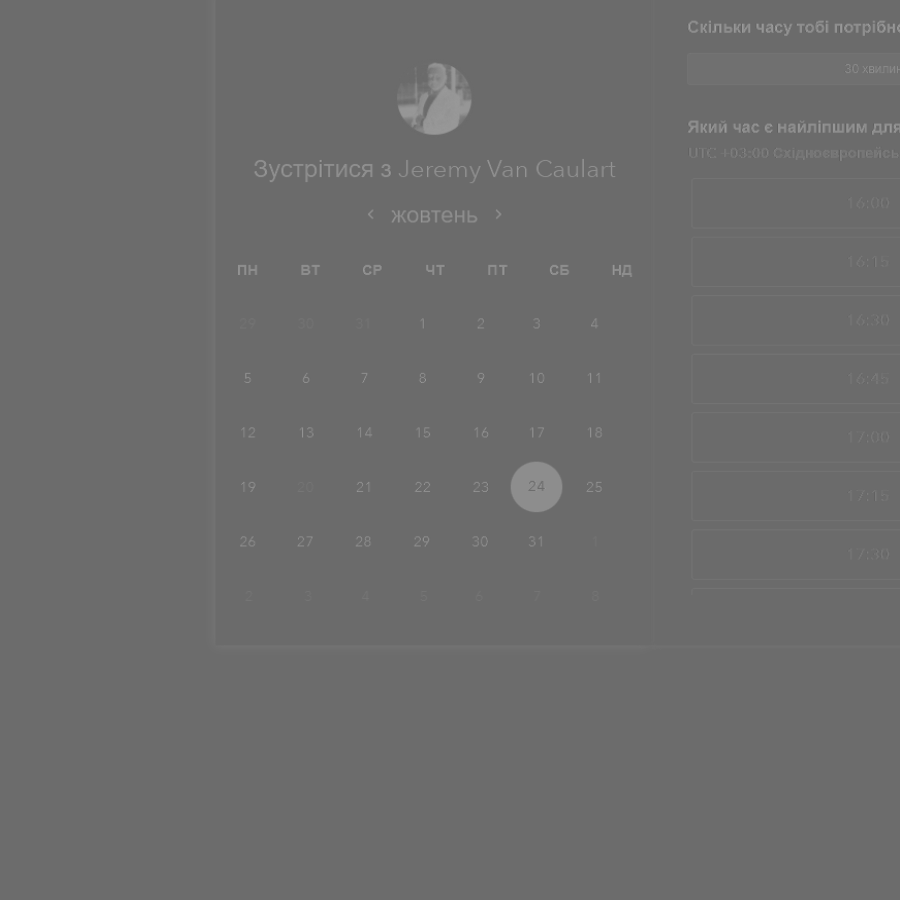 Зустрітися з Jeremy Van Caulart
‹ жовтень ›
ПН ВТ СР ЧТ ПТ СБ НД
29 30 31 1 2 3 4
5 6 7 8 9 10 11
12 13 14 15 16 17 18
19 20 21 22 23 24 25
26 27 28 29 30 31 1
2 3 4 5 6 7 8
Скільки часу тобі потрібн
30 хвилин
Який час є найліпшим для
UTC +03:00 Східноєвропейсь
16:00
16:15
16:30
16:45
17:00
17:15
17:30